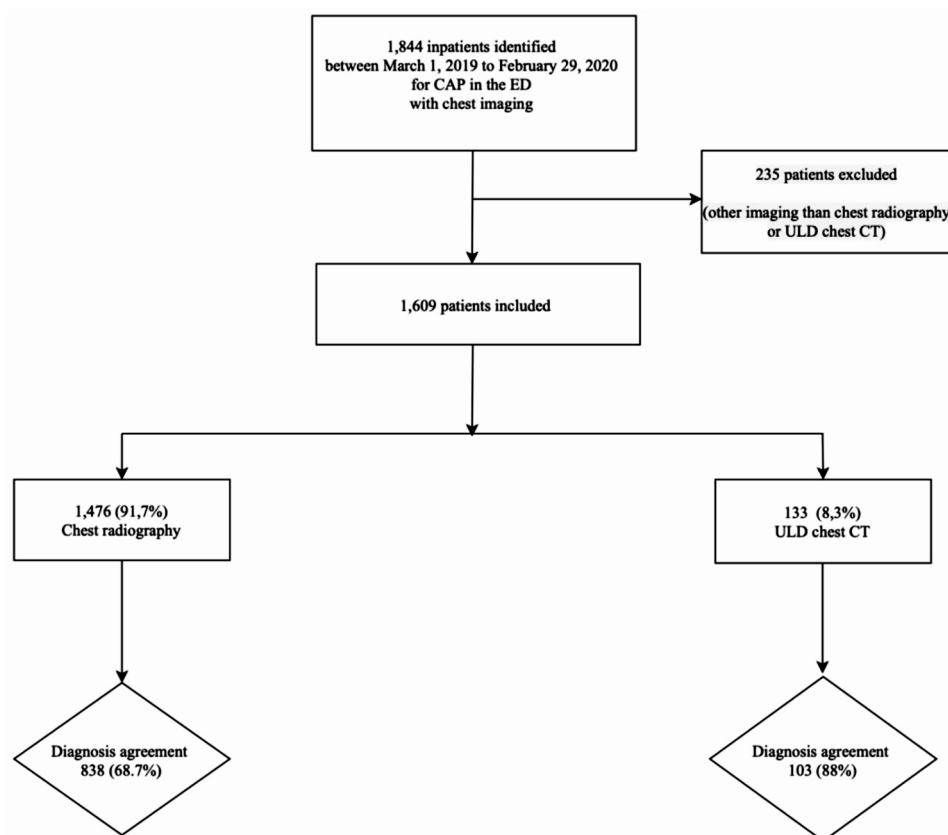 1,844 inpatients identified
between March 1, 2019 to February 29, 2020
for CAP in the ED
with chest imaging
235 patients excluded
(other imaging than chest radiography
or ULD chest CT)
1,609 patients included
1,476 (91,7%)
Chest radiography
133 (8,3%)
ULD chest CT
Diagnosis agreement
838 (68.7%)
Diagnosis agreement
103 (88%)